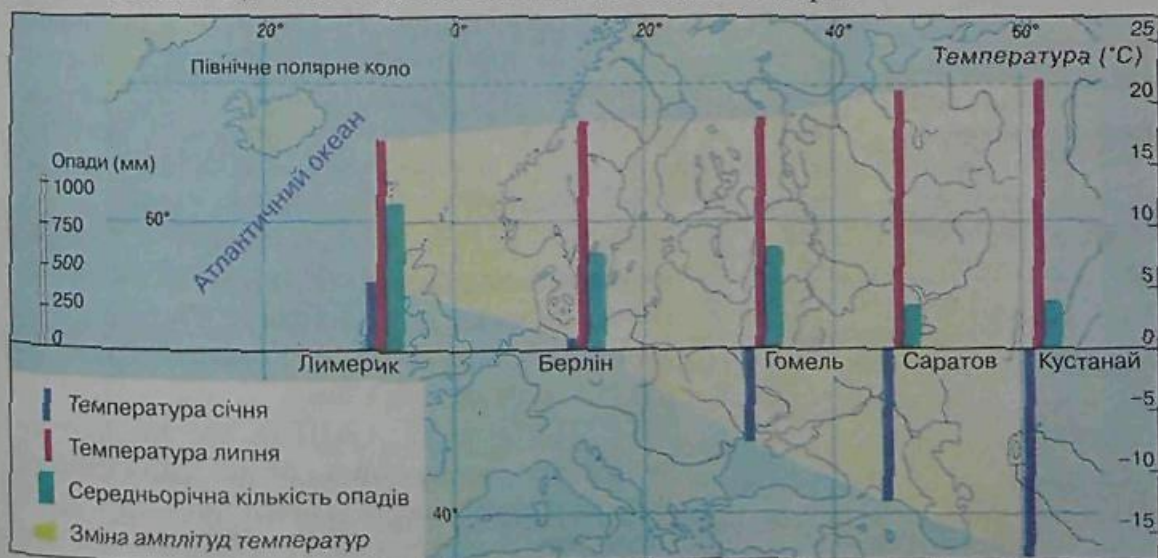 20° 0° 20° 40° 60° 25
Температура (°C)
Північне полярне коло
20
Атлантичний океан
Опади (мм)
15
1000
750 60° 10
500
250 5
0 0
Лимерик Берлін Гомель Саратов Кустанай
Температура січня -5
Температура липня
Середньорічна кількість опадів -10
Зміна амплітуд температур 40° -15